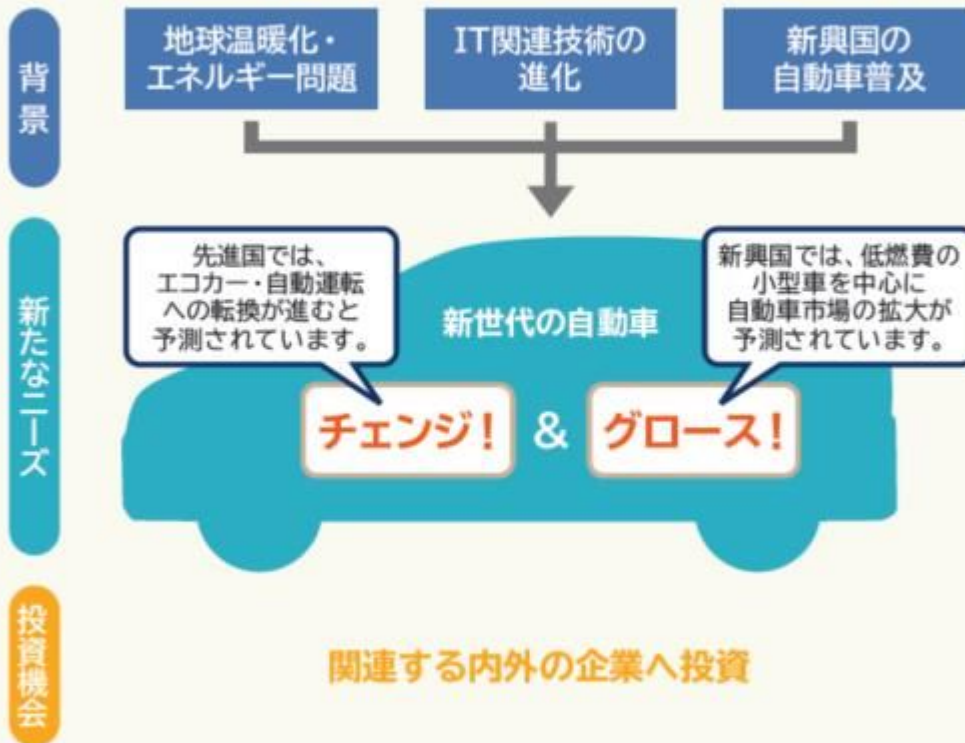 背景
地球温暖化・
エネルギー問題
IT関連技術の
進化
新興国の
自動車普及
新たなニーズ
先進国では、
エコカー・自動運転
への転換が進むと
予測されています。
新世代の自動車
新興国では、低燃費の
小型車を中心に
自動車市場の拡大が
予測されています。
チェンジ! & グロース!
投資機会
関連する内外の企業へ投資